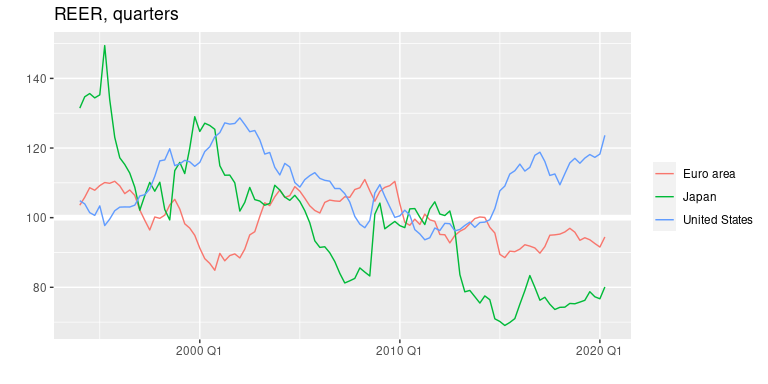 REER, quarters
140
120
100
80
2000 Q1
2010 Q1
2020 Q1
Euro area
Japan
United States